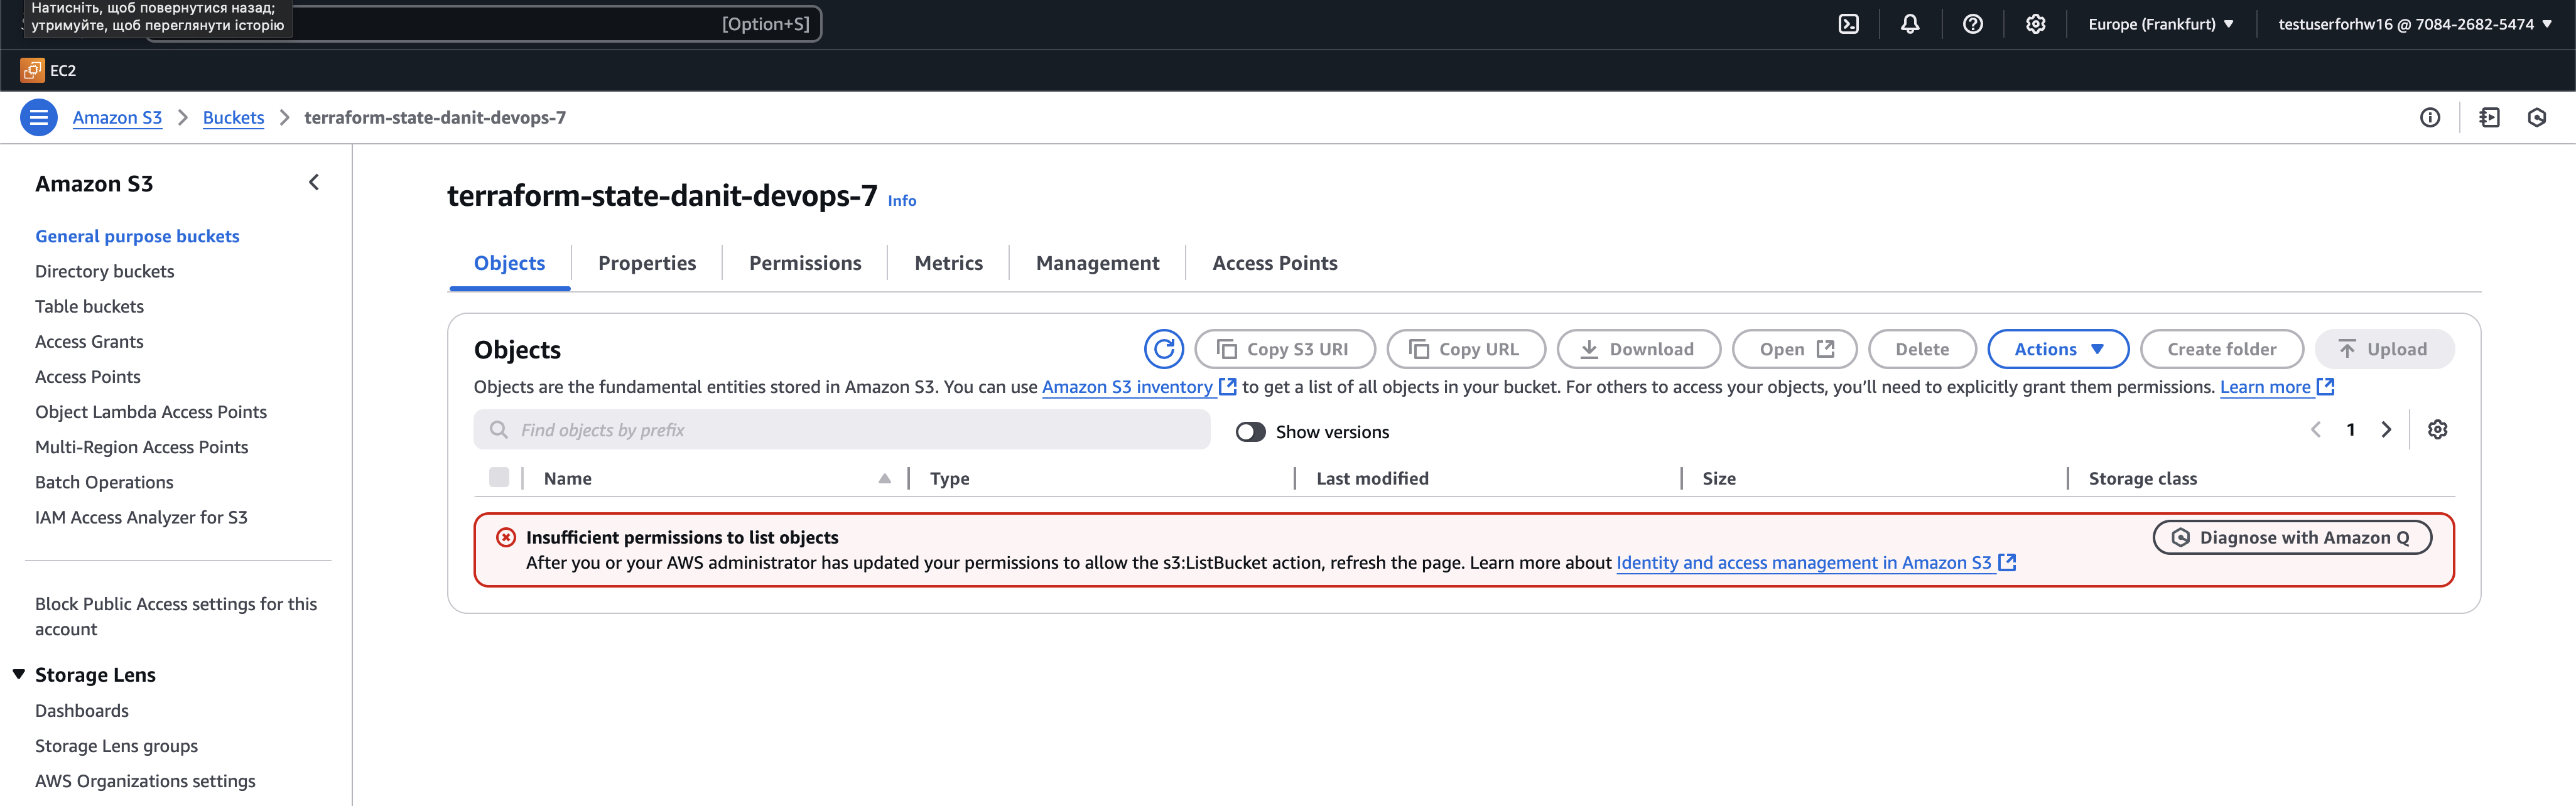 Натисніть, щоб повернутися назад;
утримуйте, щоб переглянути історію
[Option+S]
Europe (Frankfurt)
testuserforhw16 @ 7084-2682-5474
EC2
Amazon S3
Buckets
terraform-state-danit-devops-7
Amazon S3
General purpose buckets
Directory buckets
Table buckets
Access Grants
Access Points
Object Lambda Access Points
Multi-Region Access Points
Batch Operations
IAM Access Analyzer for S3
Block Public Access settings for this
account
Storage Lens
Dashboards
Storage Lens groups
AWS Organizations settings
terraform-state-danit-devops-7 Info
Objects
Properties
Permissions
Metrics
Management
Access Points
Objects
Copy S3 URI
Copy URL
Download
Open
Delete
Actions
Create folder
Upload
Objects are the fundamental entities stored in Amazon S3. You can use Amazon S3 inventory to get a list of all objects in your bucket. For others to access your objects, you'll need to explicitly grant them permissions. Learn more
Find objects by prefix
Show versions
1
Name
Type
Last modified
Size
Storage class
Insufficient permissions to list objects
After you or your AWS administrator has updated your permissions to allow the s3:ListBucket action, refresh the page. Learn more about Identity and access management in Amazon S3
Diagnose with Amazon Q